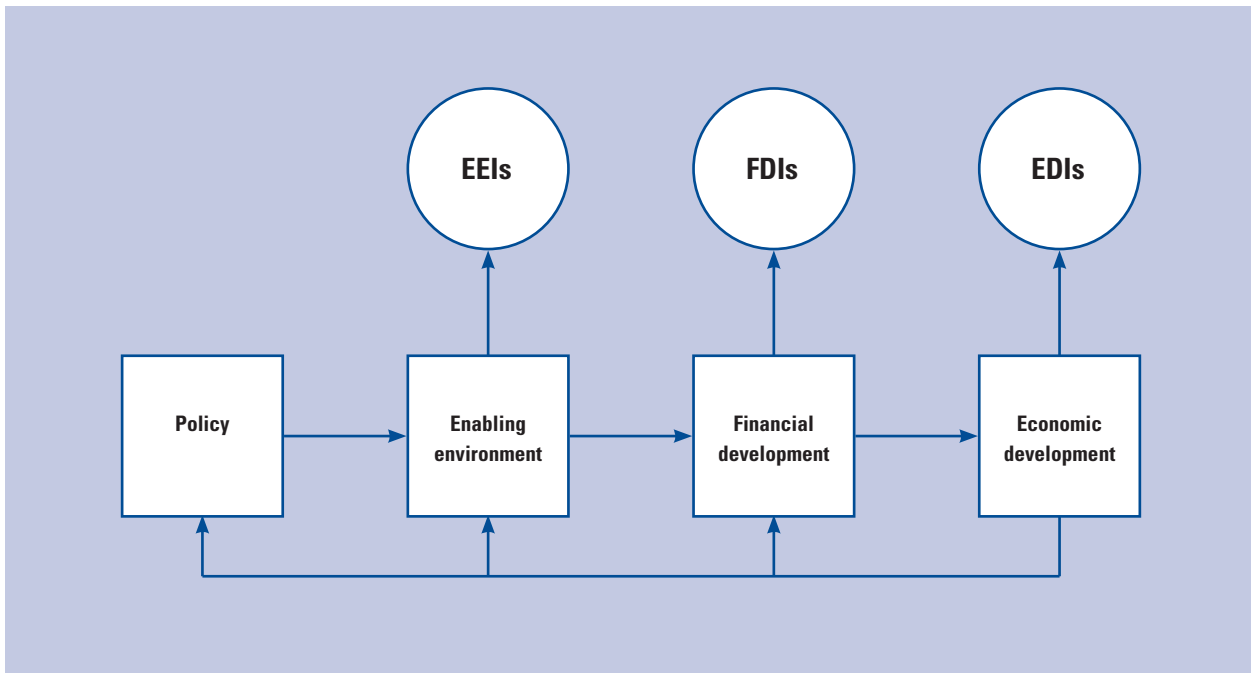 EEIs
FDIs
EDIs
Policy
Enabling
environment
Financial
development
Economic
development